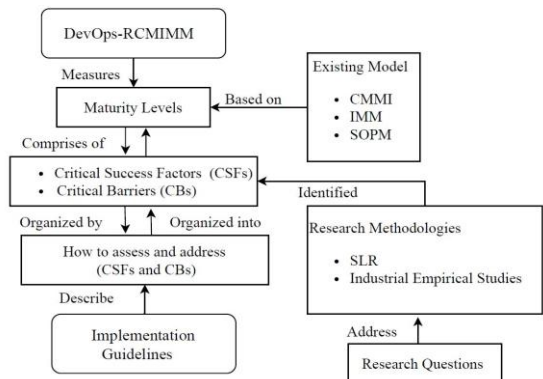 DevOps-RCMIMM
Measures
Maturity Levels
Based on
Existing Model
• CMMI
• IMM
• SOPM
Comprises of
• Critical Success Factors (CSFs)
• Critical Barriers (CBs)
Identified
Organized by
Organized into
How to assess and address
(CSFs and CBs)
Research Methodologies
• SLR
• Industrial Empirical Studies
Describe
Implementation
Guidelines
Address
Research Questions